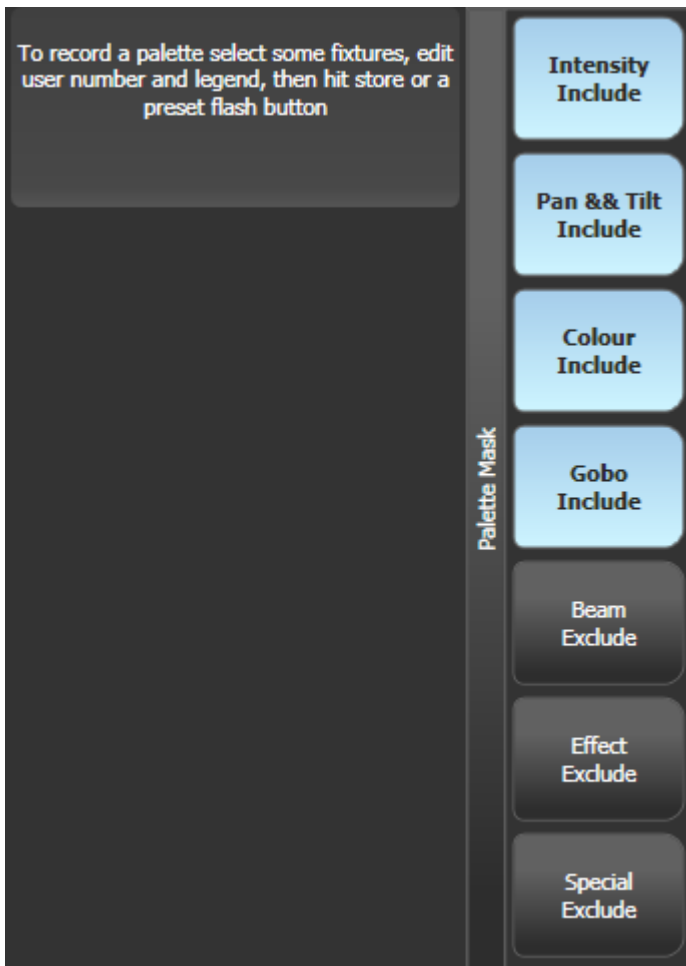 To record a palette select some fixtures, edit
user number and legend, then hit store or a
preset flash button
Palette Mask
Intensity
Include
Pan && Tilt
Include
Colour
Include
Gobo
Include
Beam
Exclude
Effect
Exclude
Special
Exclude